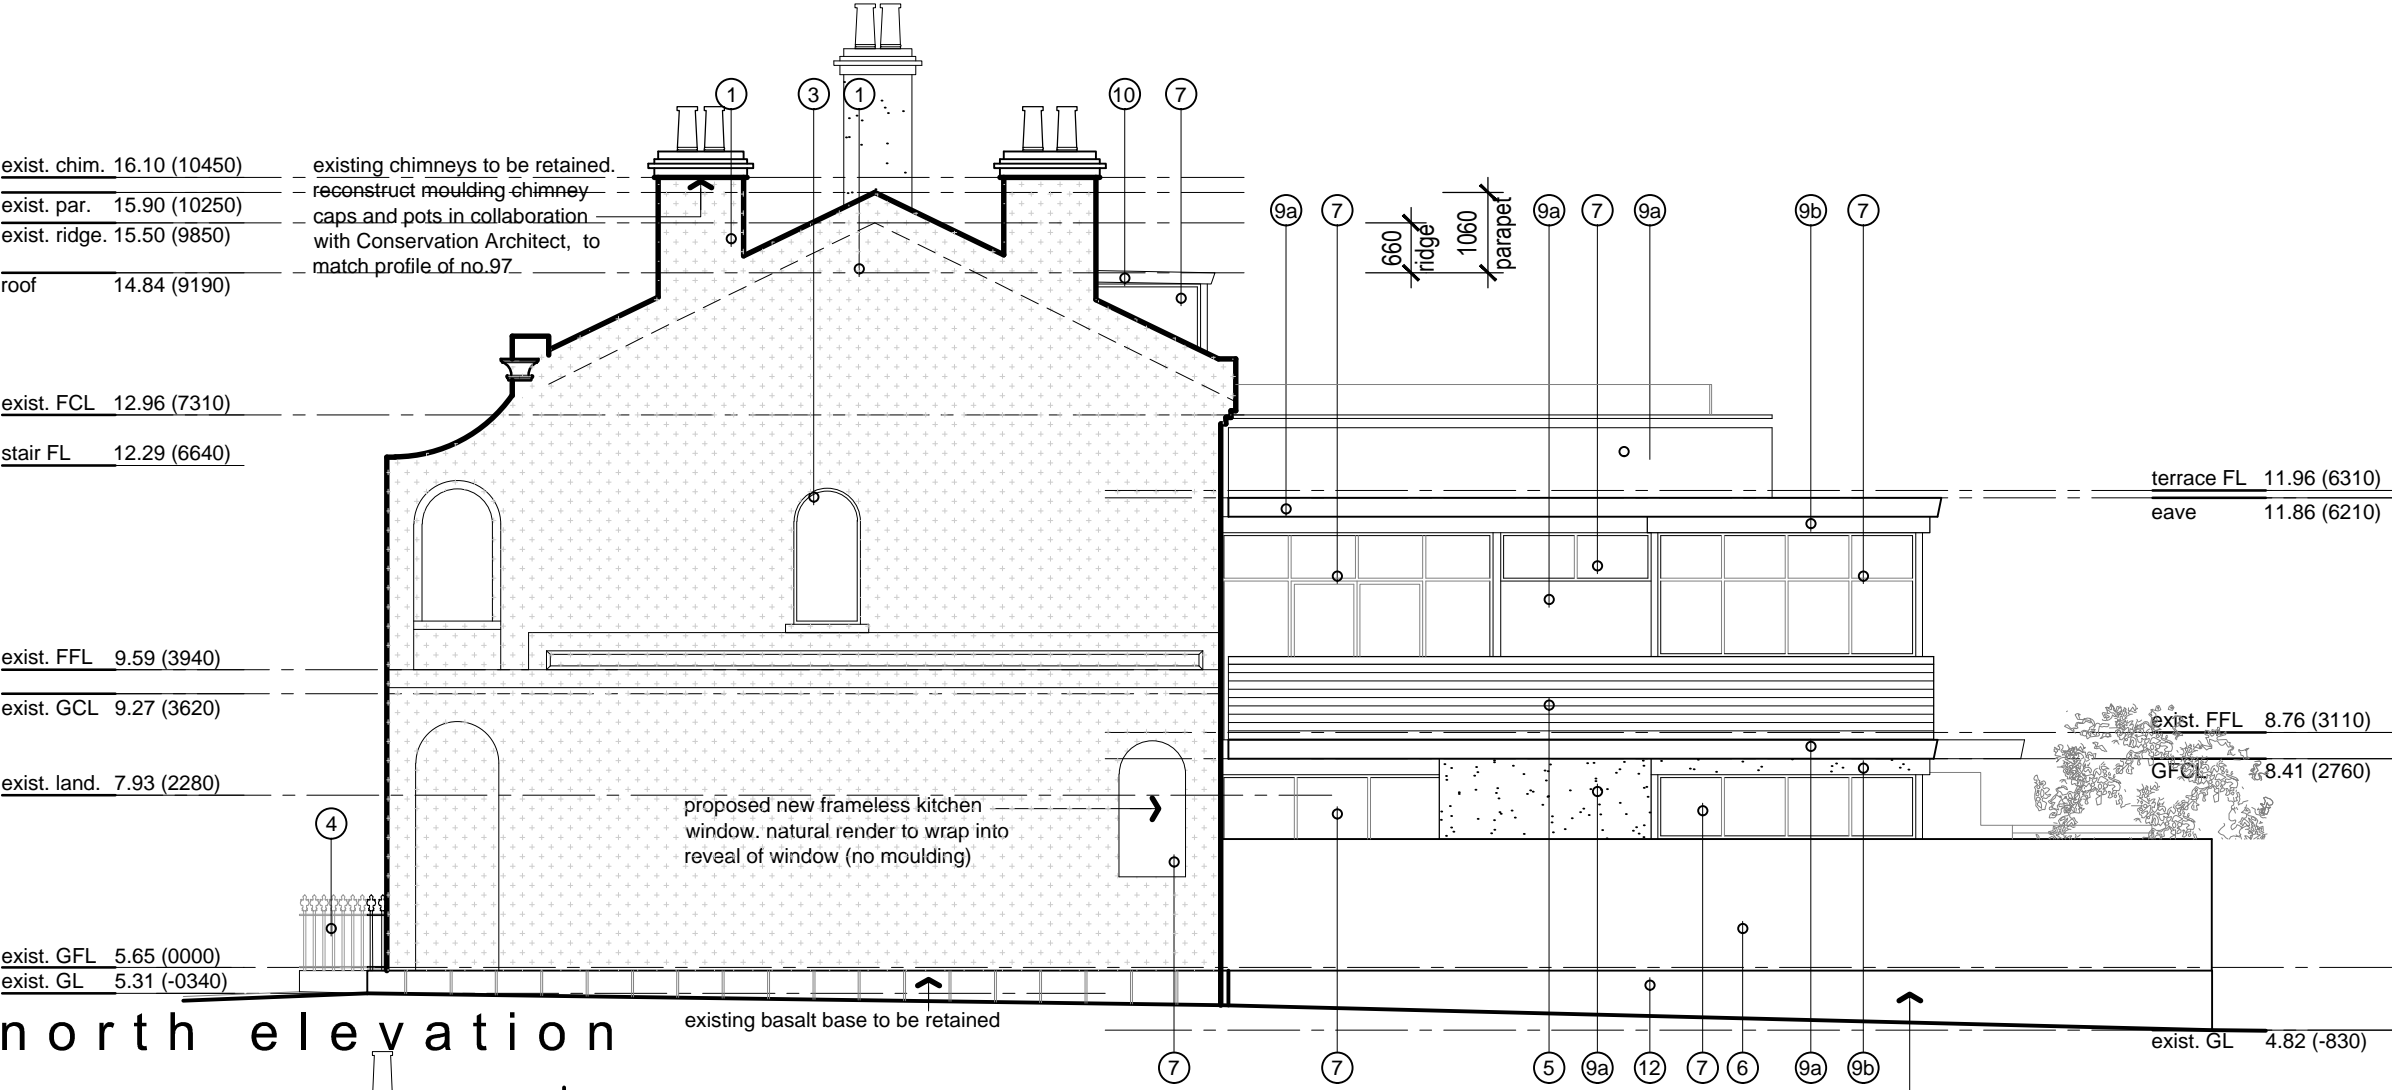 1 3 1 10 7
exist. chim. 16.10 (10450)
exist. par. 15.90 (10250)
exist. ridge. 15.50 (9850)
roof 14.84 (9190)
existing chimneys to be retained.
reconstruct moulding chimney
caps and pots in collaboration
with Conservation Architect, to
match profile of no.97
660
ridge
1060
parapet
9a 7 9a 7 9a 9b 7
exist. FCL 12.96 (7310)
stair FL 12.29 (6640)
terrace FL 11.96 (6310)
eave 11.86 (6210)
exist. FFL 9.59 (3940)
exist. GCL 9.27 (3620)
exist. FFL 8.76 (3110)
GFCL 8.41 (2760)
exist. land. 7.93 (2280)
4
proposed new frameless kitchen
window. natural render to wrap into
reveal of window (no moulding)
exist. GFL 5.65 (0000)
exist. GL 5.31 (-0340)
north elevation
existing basalt base to be retained
exist. GL 4.82 (-830)
7 7 5 9a 12 7 6 9a 9b